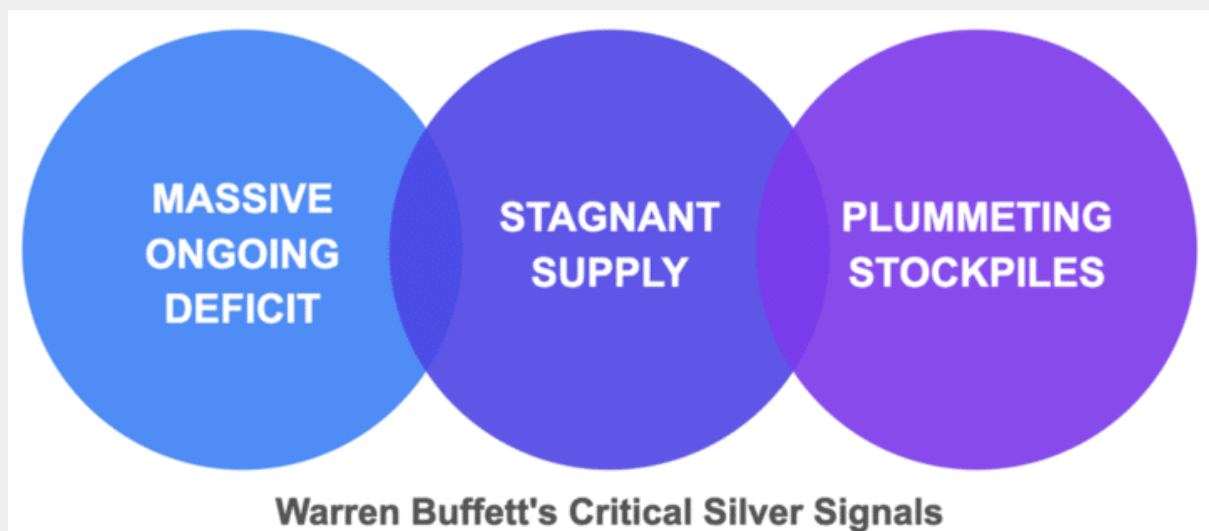 MASSIVE
ONGOING
DEFICIT
STAGNANT
SUPPLY
PLUMMETING
STOCKPILES
Warren Buffett's Critical Silver Signals